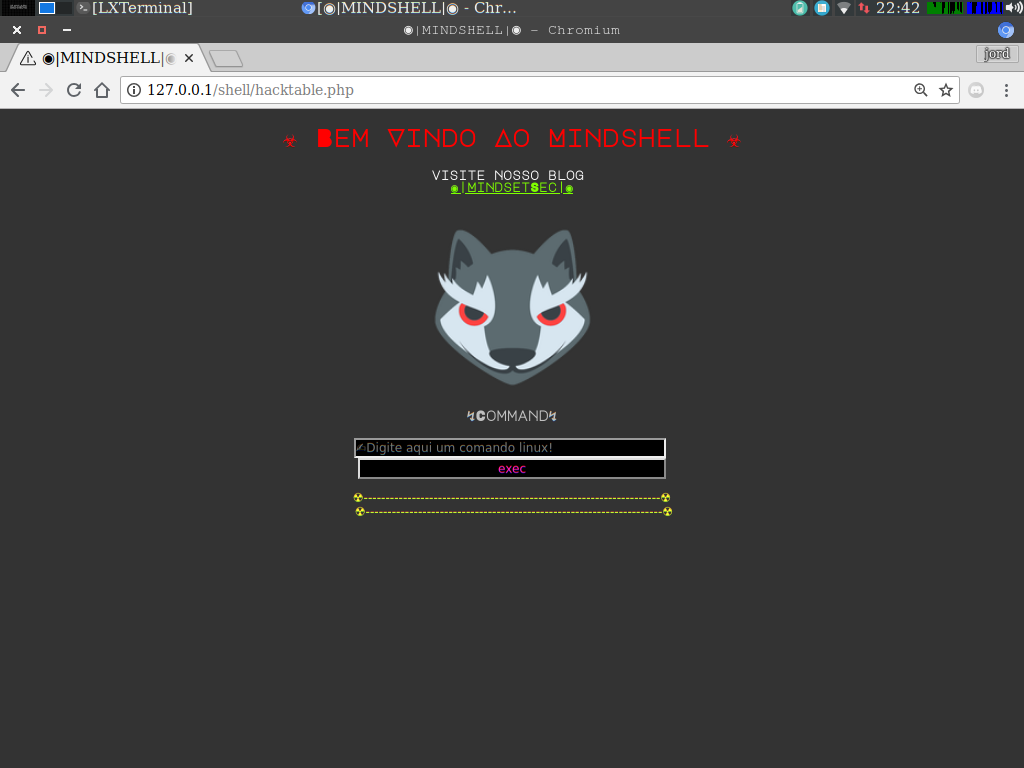 [LXTerminal]
[◉|MINDSHELL|◉ - Chr...
22:42
◉|MINDSHELL|◉ - Chromium
◉|MINDSHELL|◉
jord
127.0.0.1/shell/hacktable.php
☣ Bem Vindo Ao Mindshell ☣
VISITE NOSSO BLOG
◉|MINDSETSEC|◉
↯COMMAND↯
✍Digite aqui um comando linux!
exec
☢------------------------------------------------------------------☢
☢------------------------------------------------------------------☢